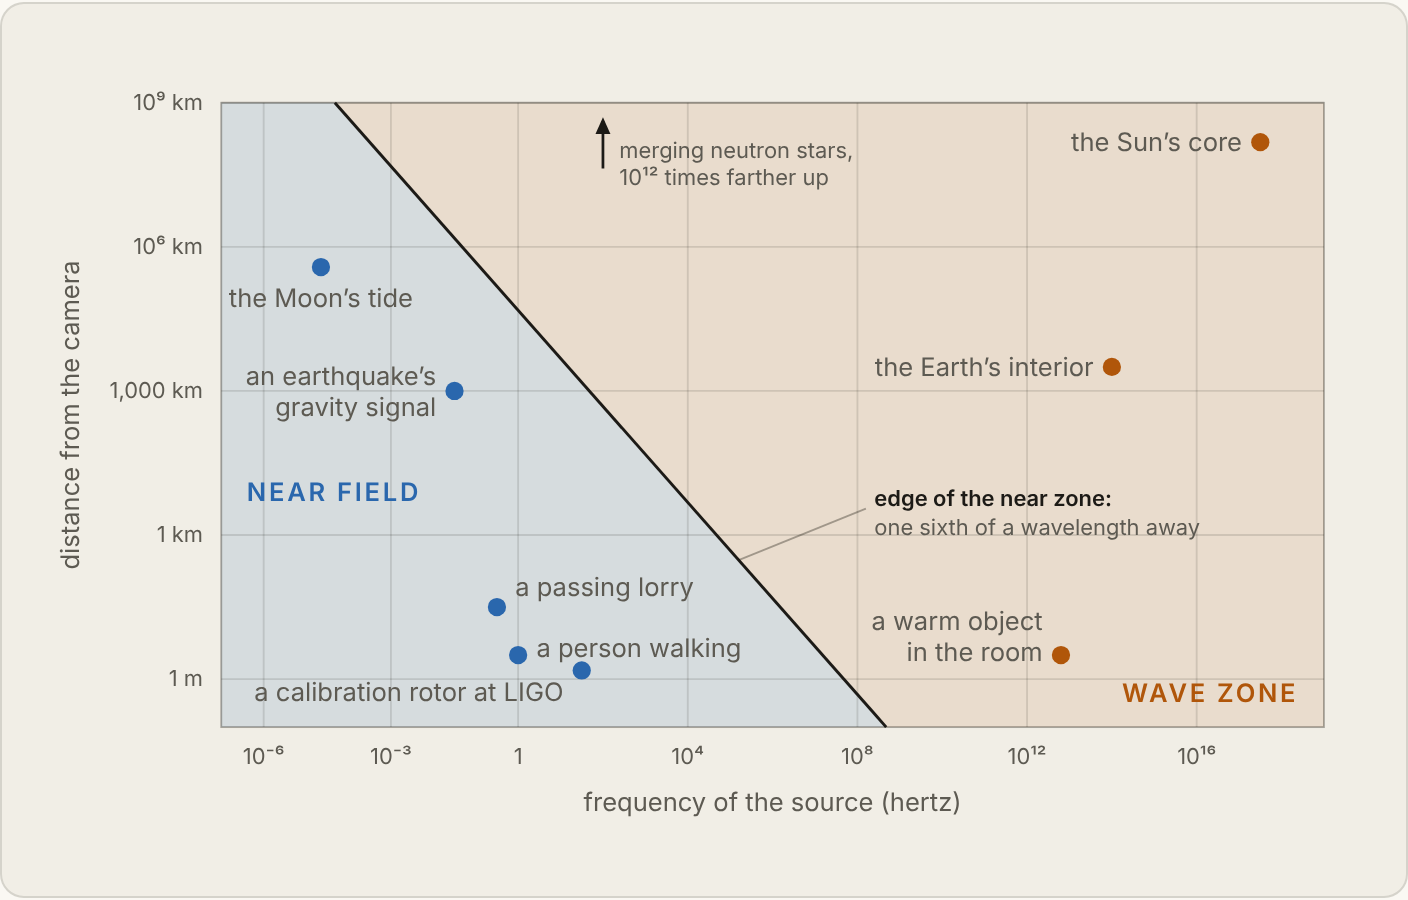 10⁹ km
the Sun’s core
merging neutron stars,
10¹² times farther up
10⁶ km
the Moon’s tide
distance from the camera
an earthquake’s
gravity signal
1,000 km
the Earth’s interior
NEAR FIELD
edge of the near zone:
one sixth of a wavelength away
1 km
a passing lorry
a person walking
a warm object
in the room
1 m
a calibration rotor at LIGO
WAVE ZONE
10⁻⁶
10⁻³
1
10⁴
10⁸
10¹²
10¹⁶
frequency of the source (hertz)